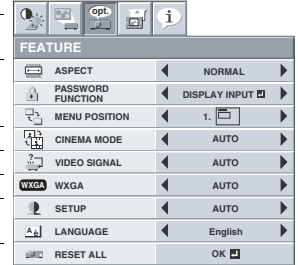 opt.
i
FEATURE
ASPECT NORMAL
PASSWORD FUNCTION DISPLAY INPUT
MENU POSITION 1.
CINEMA MODE AUTO
VIDEO SIGNAL AUTO
WXGA WXGA AUTO
SETUP AUTO
LANGUAGE English
RESET ALL OK